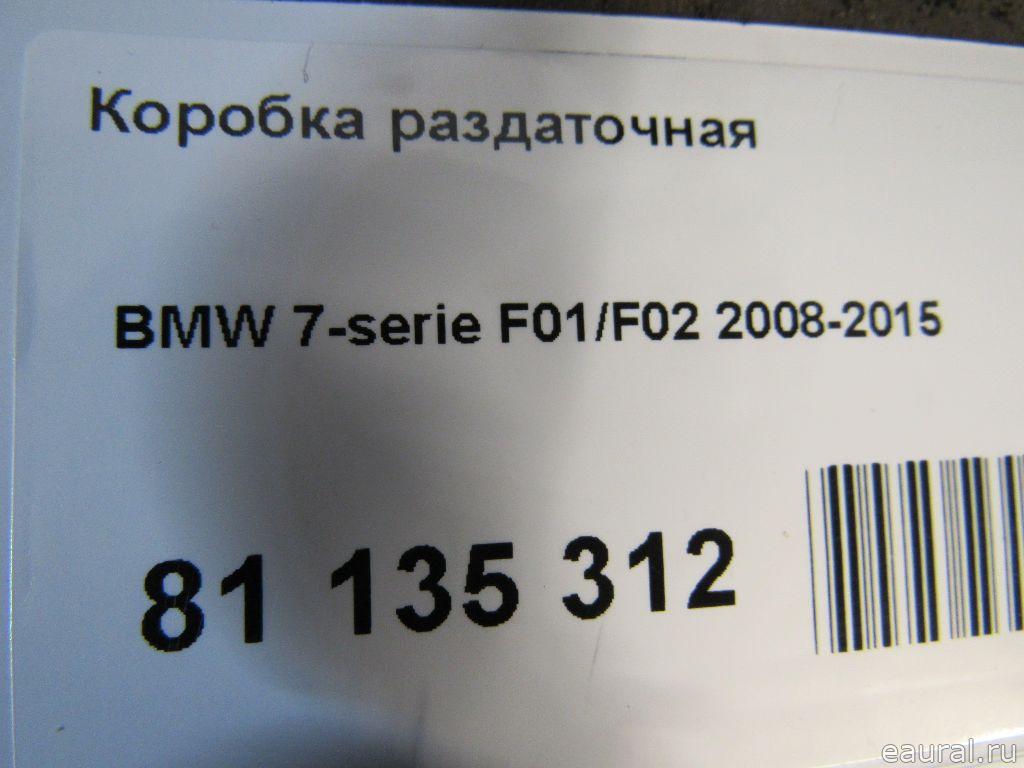 Коробка раздаточная
BMW 7-serie F01/F02 2008-2015
81 135 312
eaural.ru